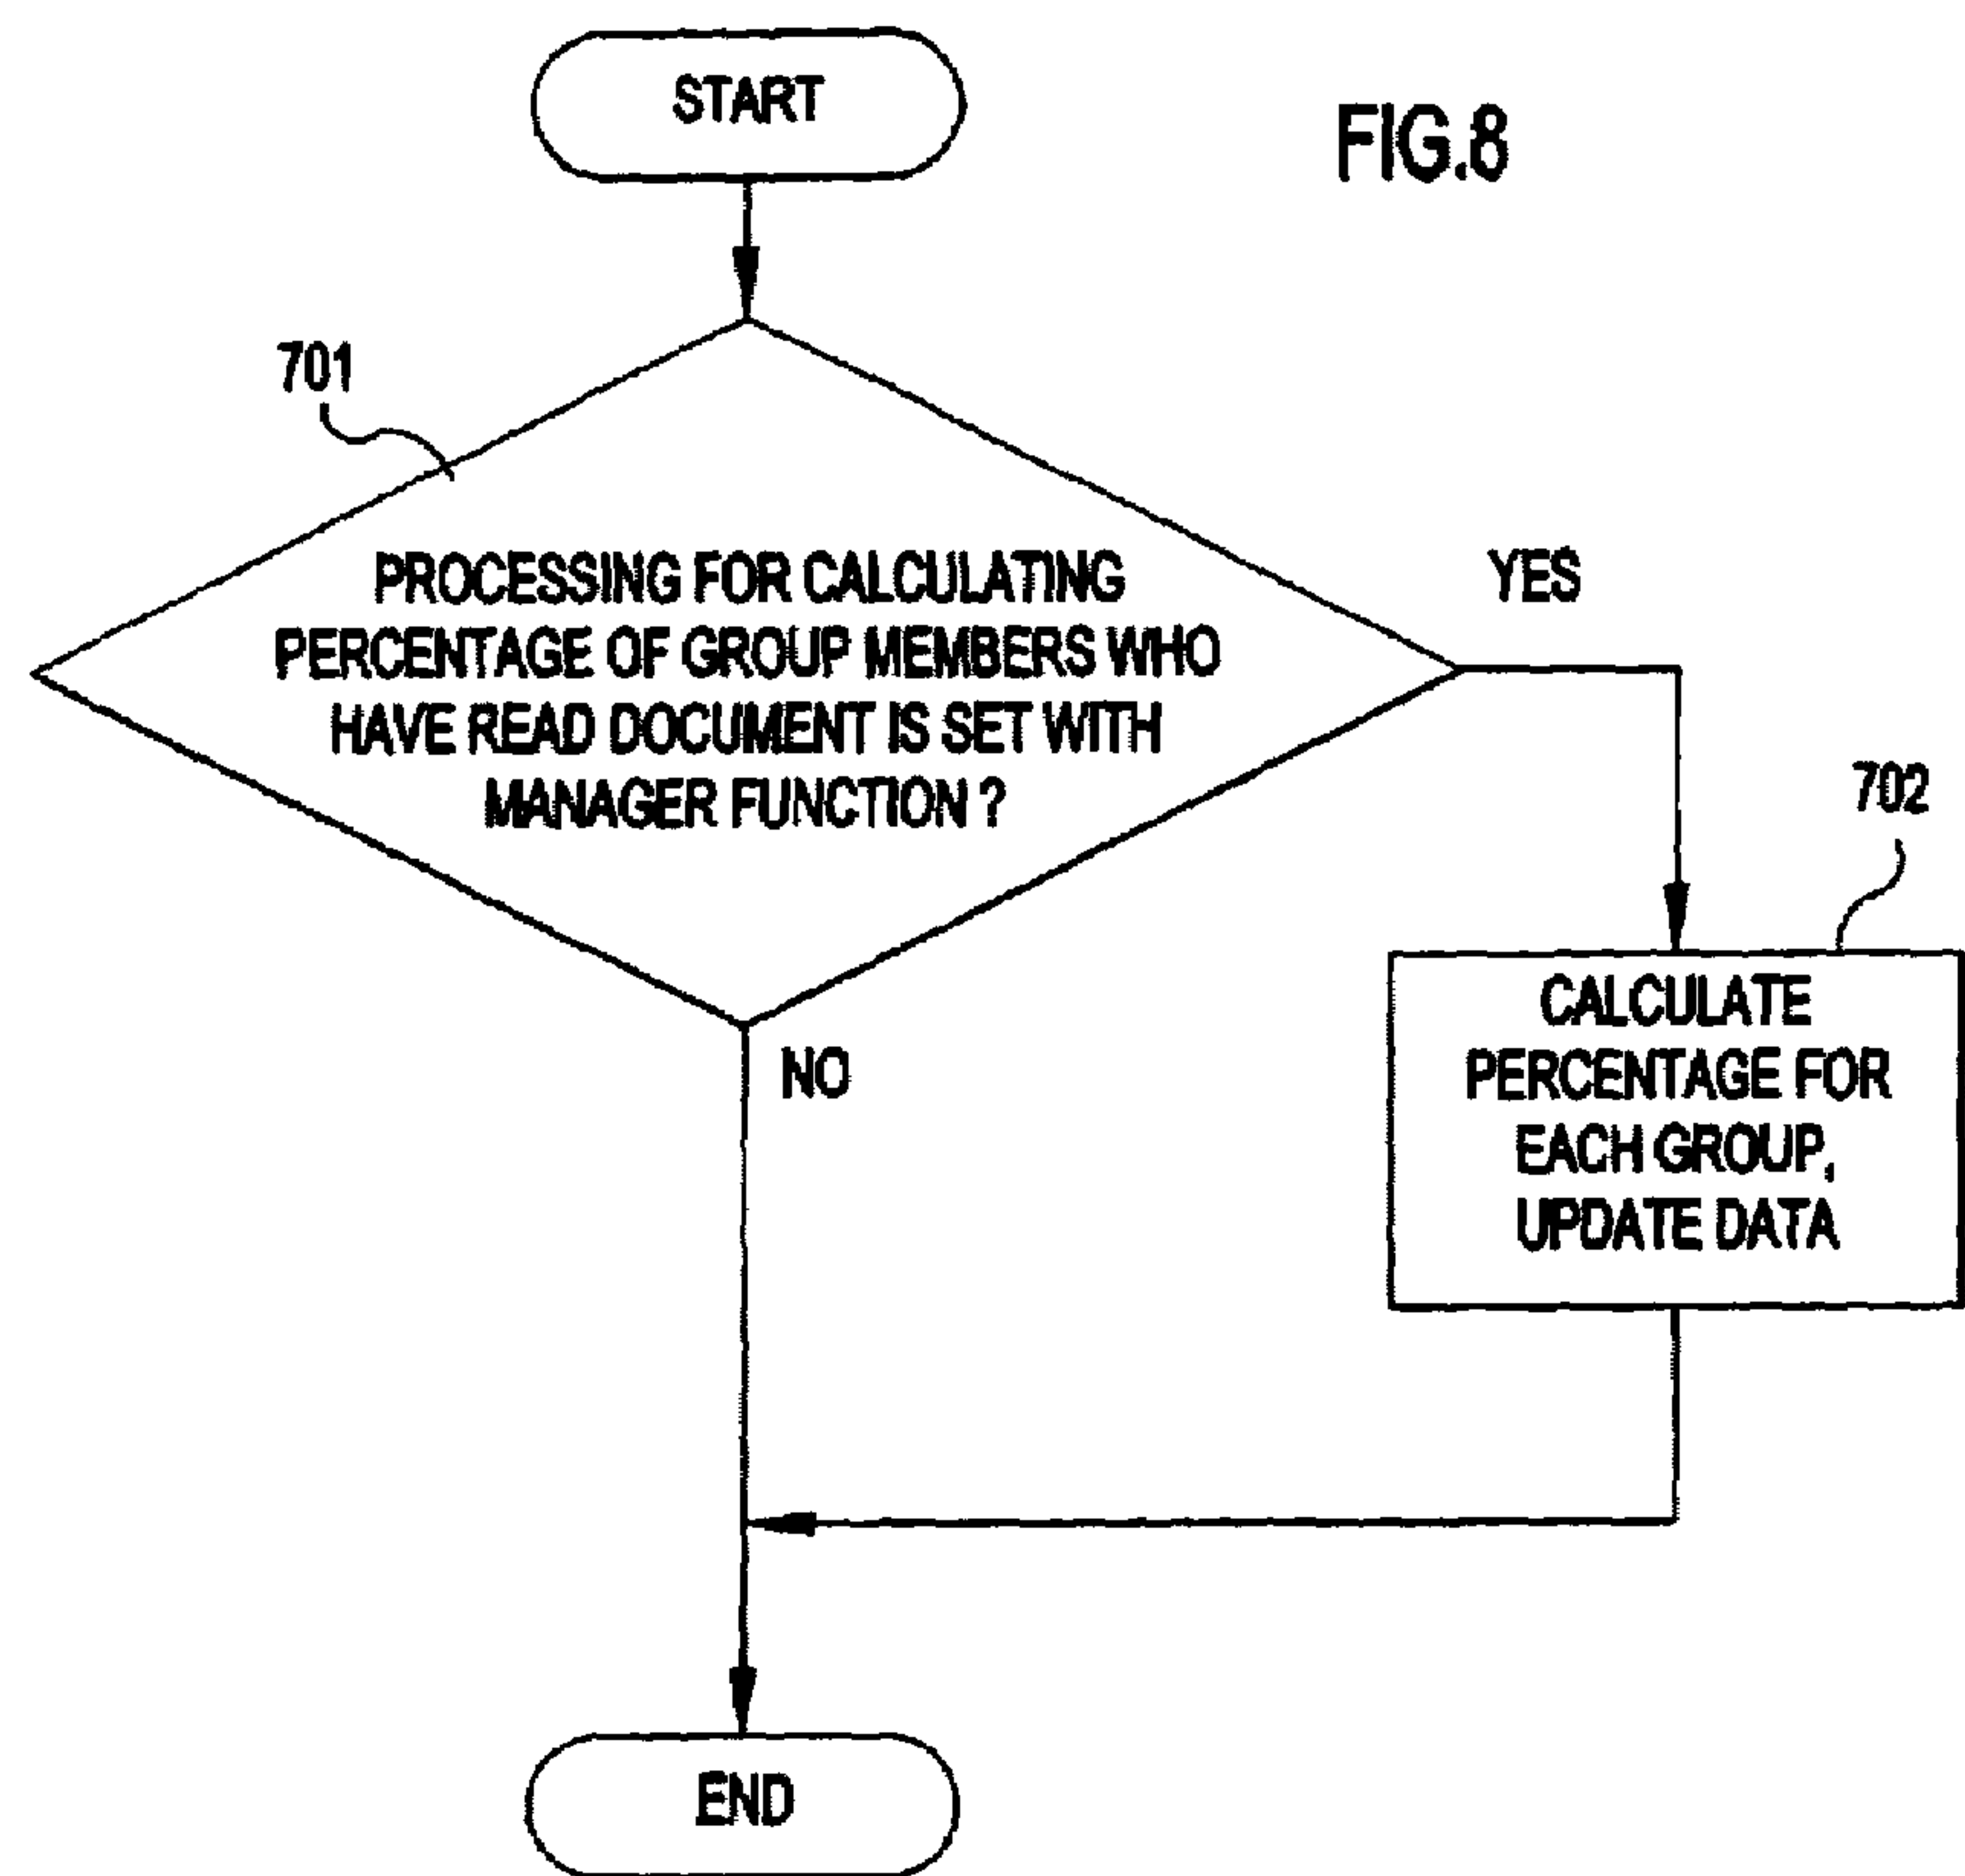 START
FIG.8
701
PROCESSING FOR CALCULATING
PERCENTAGE OF GROUP MEMBERS WHO
HAVE READ DOCUMENT IS SET WITH
MANAGER FUNCTION ?
YES
702
CALCULATE
PERCENTAGE FOR
EACH GROUP,
UPDATE DATA
NO
END